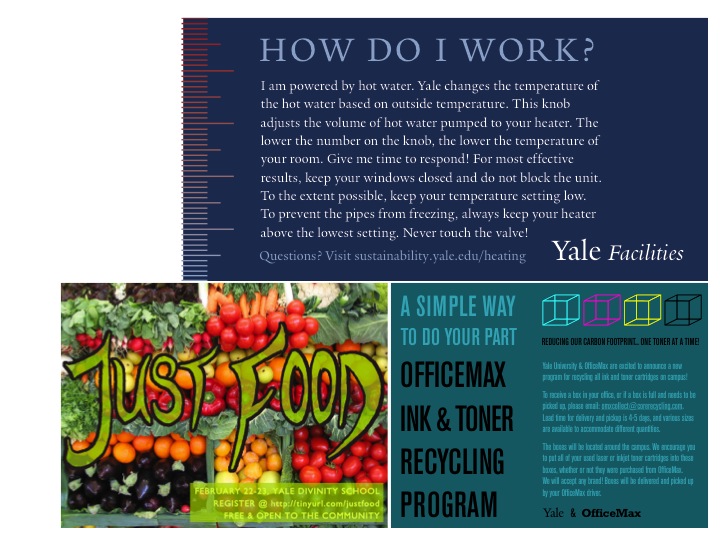 HOW DO I WORK?
I am powered by hot water. Yale changes the temperature of
the hot water based on outside temperature. This knob
adjusts the volume of hot water pumped to your heater. The
lower the number on the knob, the lower the temperature of
your room. Give me time to respond! For most effective
results, keep your windows closed and do not block the unit.
To the extent possible, keep your temperature setting low.
To prevent the pipes from freezing, always keep your heater
above the lowest setting. Never touch the valve!
Questions? Visit sustainability.yale.edu/heating
Yale Facilities
JUST FOOD
FEBRUARY 22-23, YALE DIVINITY SCHOOL
REGISTER @ http://tinyurl.com/justfood
FREE & OPEN TO THE COMMUNITY
A SIMPLE WAY
TO DO YOUR PART
OFFICEMAX
INK & TONER
RECYCLING
PROGRAM
REDUCING OUR CARBON FOOTPRINT... ONE TONER AT A TIME!
Yale University & OfficeMax are excited to announce a new
program for recycling all ink and toner cartridges on campus!
To receive a box in your office, or if a box is full and needs to be
picked up, please email: omxcollect@conerecycling.com.
Lead time for delivery and pickup is 4-5 days, and various sizes
are available to accommodate different quantities.
The boxes will be located around the campus. We encourage you
to put all of your used laser or inkjet toner cartridges into these
boxes, whether or not they were purchased from OfficeMax.
We will accept any brand! Boxes will be delivered and picked up
by your OfficeMax driver.
Yale & OfficeMax